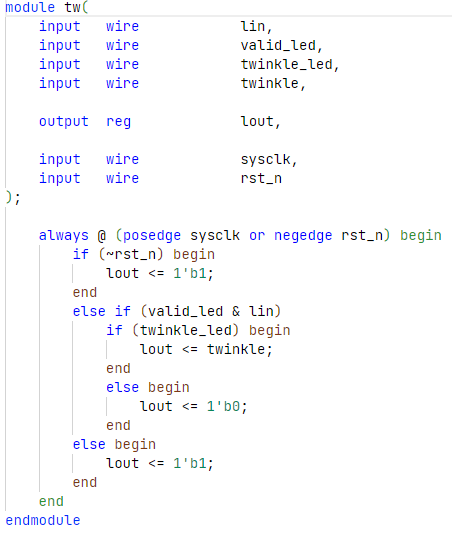 module tw(
    input   wire            lin,
    input   wire            valid_led,
    input   wire            twinkle_led,
    input   wire            twinkle,
    output  reg             lout,
    input   wire            sysclk,
    input   wire            rst_n
);
    always @ (posedge sysclk or negedge rst_n) begin
        if (~rst_n) begin
            lout <= 1'b1;
        end
        else if (valid_led & lin)
            if (twinkle_led) begin
                lout <= twinkle;
            end
            else begin
                lout <= 1'b0;
            end
        else begin
            lout <= 1'b1;
        end
    end
endmodule